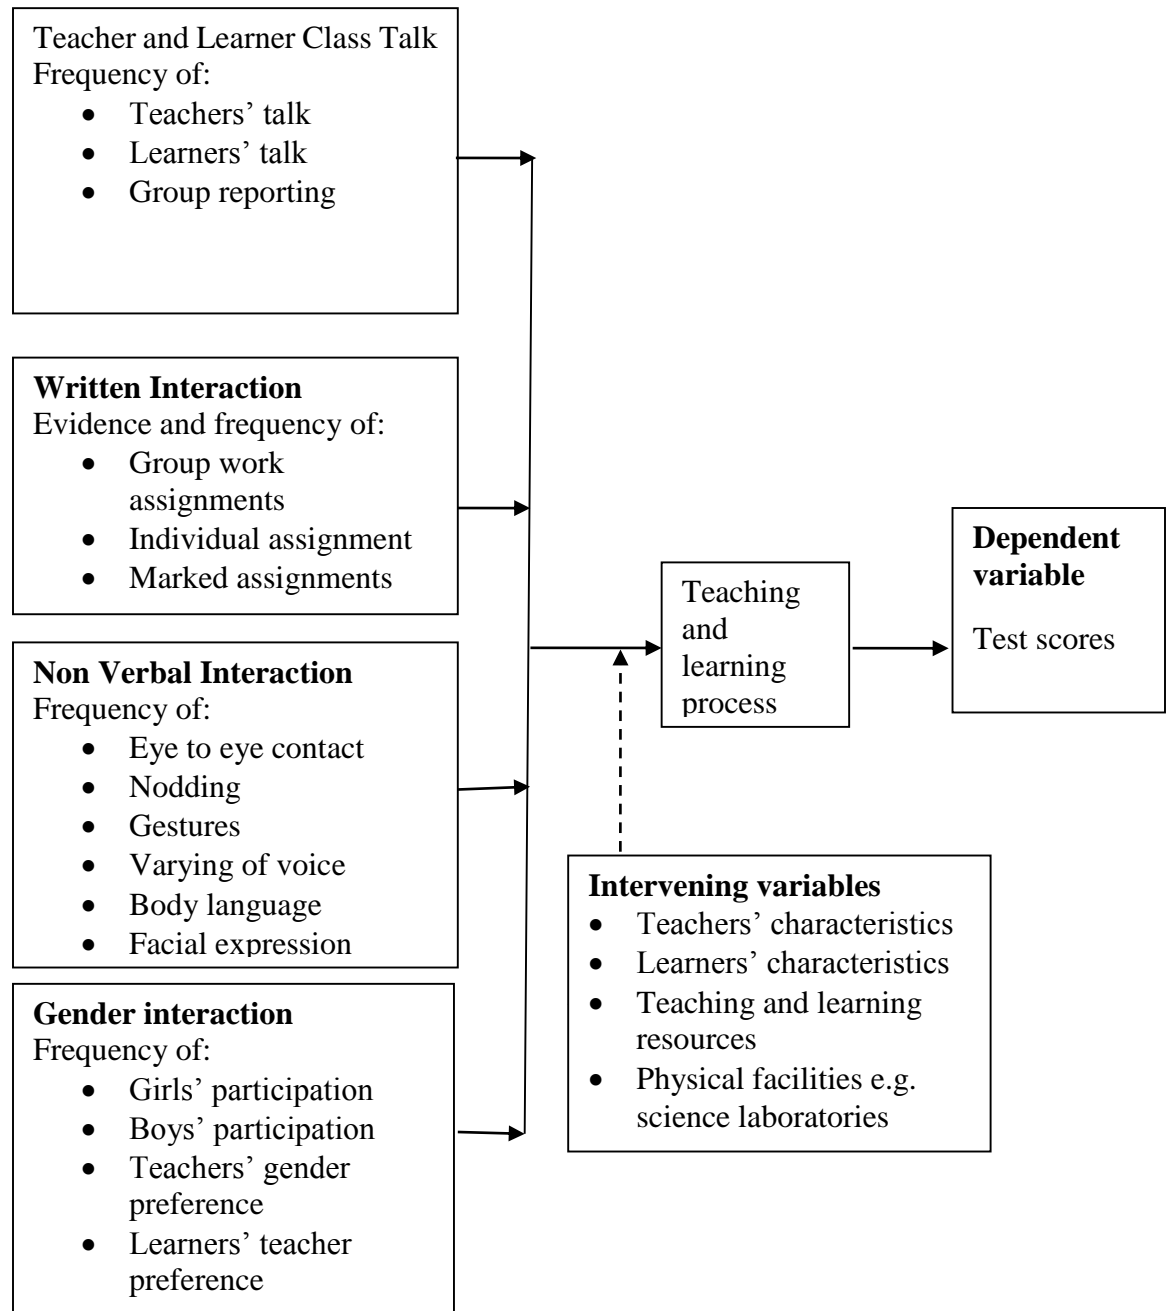 Teacher and Learner Class Talk
Frequency of:
• Teachers’ talk
• Learners’ talk
• Group reporting
Written Interaction
Evidence and frequency of:
• Group work
assignments
• Individual assignment
• Marked assignments
Non Verbal Interaction
Frequency of:
• Eye to eye contact
• Nodding
• Gestures
• Varying of voice
• Body language
• Facial expression
Gender interaction
Frequency of:
• Girls’ participation
• Boys’ participation
• Teachers’ gender
preference
• Learners’ teacher
preference
Teaching
and
learning
process
Dependent
variable
Test scores
Intervening variables
• Teachers’ characteristics
• Learners’ characteristics
• Teaching and learning
resources
• Physical facilities e.g.
science laboratories